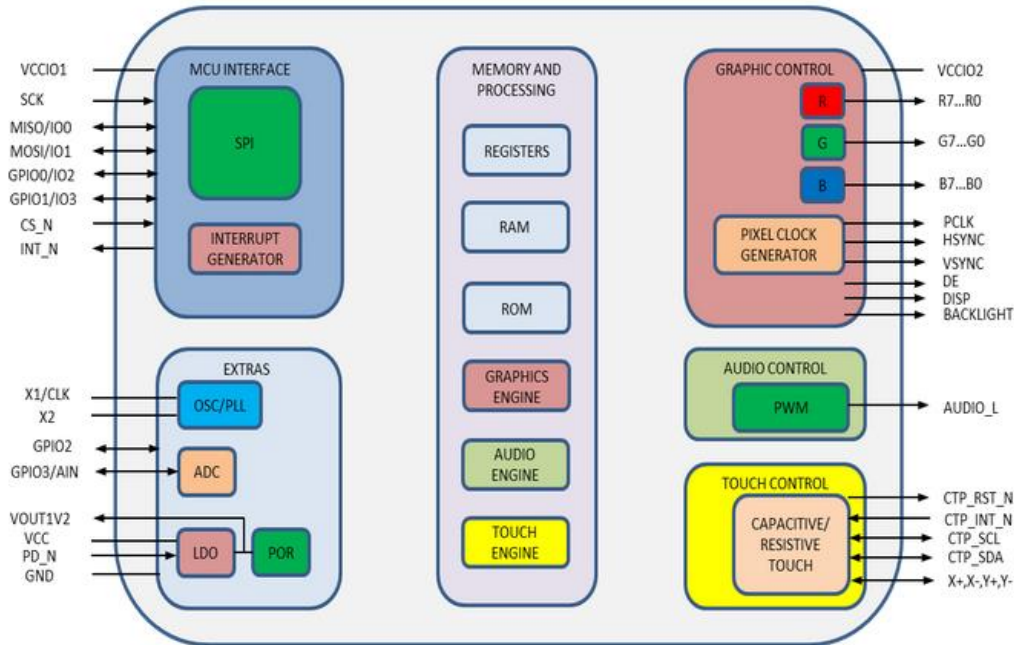 VCCIO1
SCK
MISO/IO0
MOSI/IO1
GPIO0/IO2
GPIO1/IO3
CS_N
INT_N
MCU INTERFACE
SPI
INTERRUPT
GENERATOR
X1/CLK
X2
GPIO2
GPIO3/AIN
VOUT1V2
VCC
PD_N
GND
EXTRAS
OSC/PLL
ADC
LDO
POR
MEMORY AND
PROCESSING
REGISTERS
RAM
ROM
GRAPHICS
ENGINE
AUDIO
ENGINE
TOUCH
ENGINE
GRAPHIC CONTROL
R
G
B
PIXEL CLOCK
GENERATOR
VCCIO2
R7...R0
G7...G0
B7...B0
PCLK
HSYNC
VSYNC
DE
DISP
BACKLIGHT
AUDIO CONTROL
PWM
AUDIO_L
TOUCH CONTROL
CAPACITIVE/
RESISTIVE
TOUCH
CTP_RST_N
CTP_INT_N
CTP_SCL
CTP_SDA
X+,X-,Y+,Y-